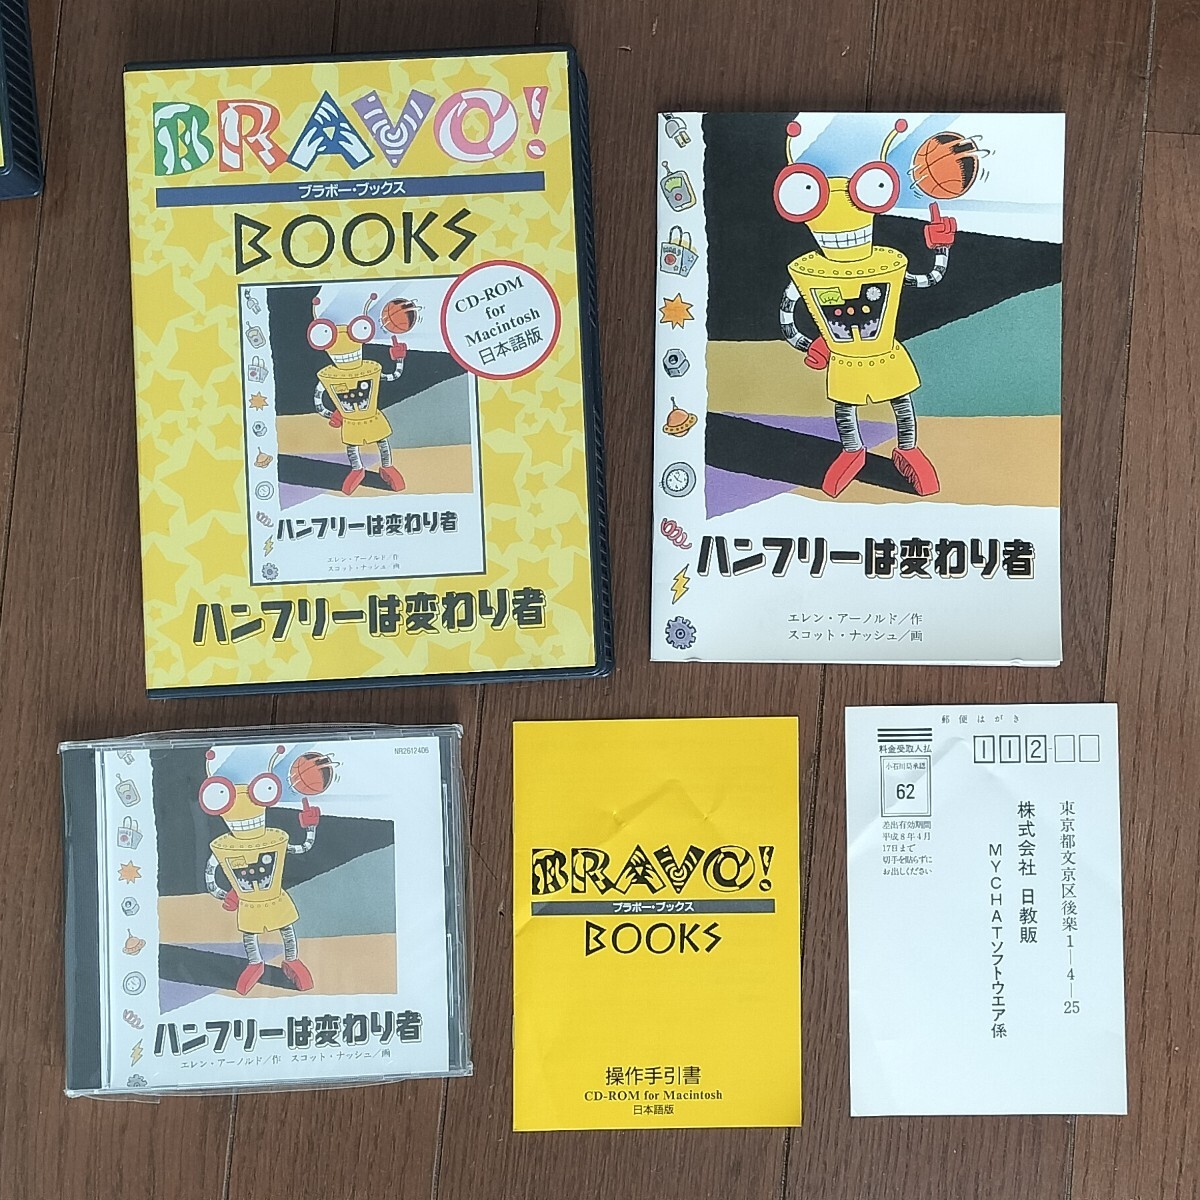 BRAVO!
ブラボー・ブックス
BOOKS
CD-ROM
for
Macintosh
日本語版
ハンフリーは変わり者
エレン・アーノルド/作
スコット・ナッシュ/画
ハンフリーは変わり者
ハンフリーは変わり者
エレン・アーノルド/作
スコット・ナッシュ/画
NR2612406
ハンフリーは変わり者
エレン・アーノルド/作 スコット・ナッシュ/画
BRAVO!
ブラボー・ブックス
BOOKS
操作手引書
CD-ROM for Macintosh
日本語版
郵便はがき
112-
料金受取人払
小石川局承認
62
差出有効期間
平成8年4月
17日まで
切手を貼らずに
お出しください
東京都文京区後楽1―4―25
株式会社 日教販
MYCHATソフトウエア係